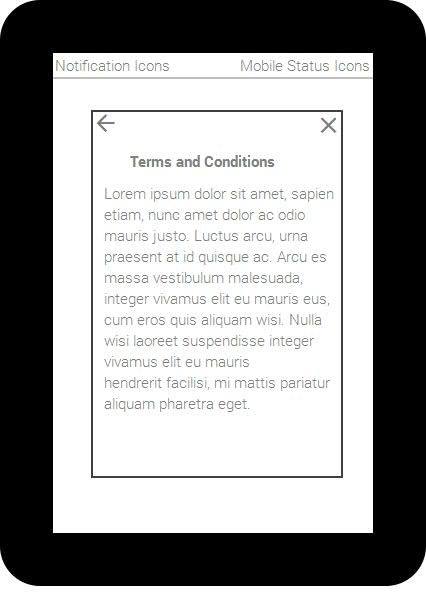 Notification Icons Mobile Status Icons
Terms and Conditions
Lorem ipsum dolor sit amet, sapien
etiam, nunc amet dolor ac odio
mauris justo. Luctus arcu, urna
praesent at id quisque ac. Arcu es
massa vestibulum malesuada,
integer vivamus elit eu mauris eus,
cum eros quis aliquam wisi. Nulla
wisi laoreet suspendisse integer
vivamus elit eu mauris
hendrerit facilisi, mi mattis pariatur
aliquam pharetra eget.